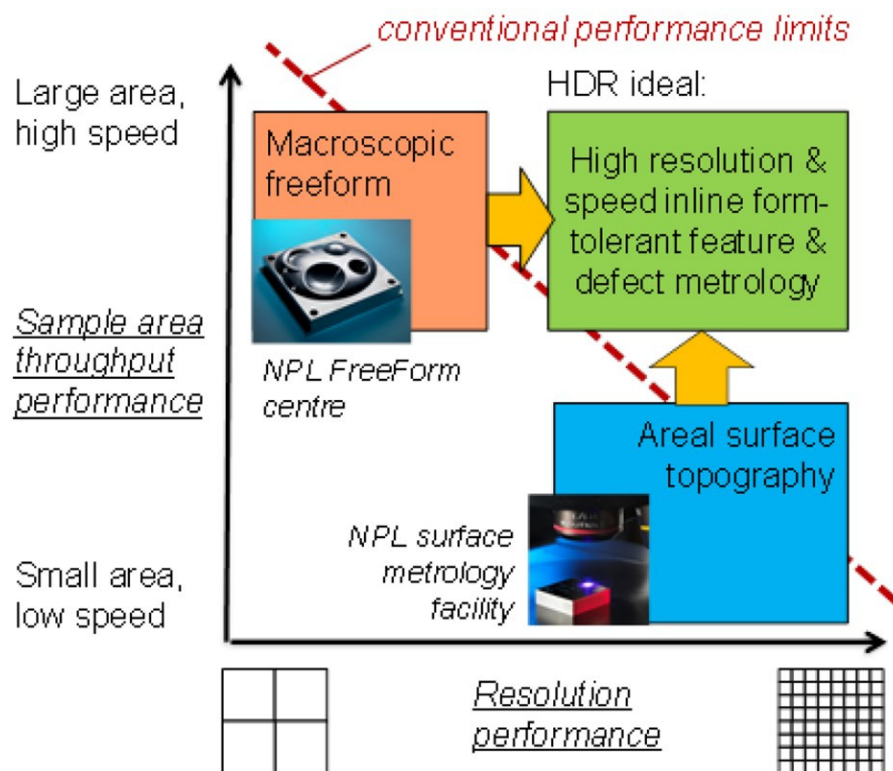 conventional performance limits
Large area,
high speed
HDR ideal:
Macroscopic
freeform
High resolution &
speed inline form-
tolerant feature &
defect metrology
Sample area
throughput
performance
NPL FreeForm
centre
Areal surface
topography
NPL surface
metrology
facility
Small area,
low speed
Resolution
performance